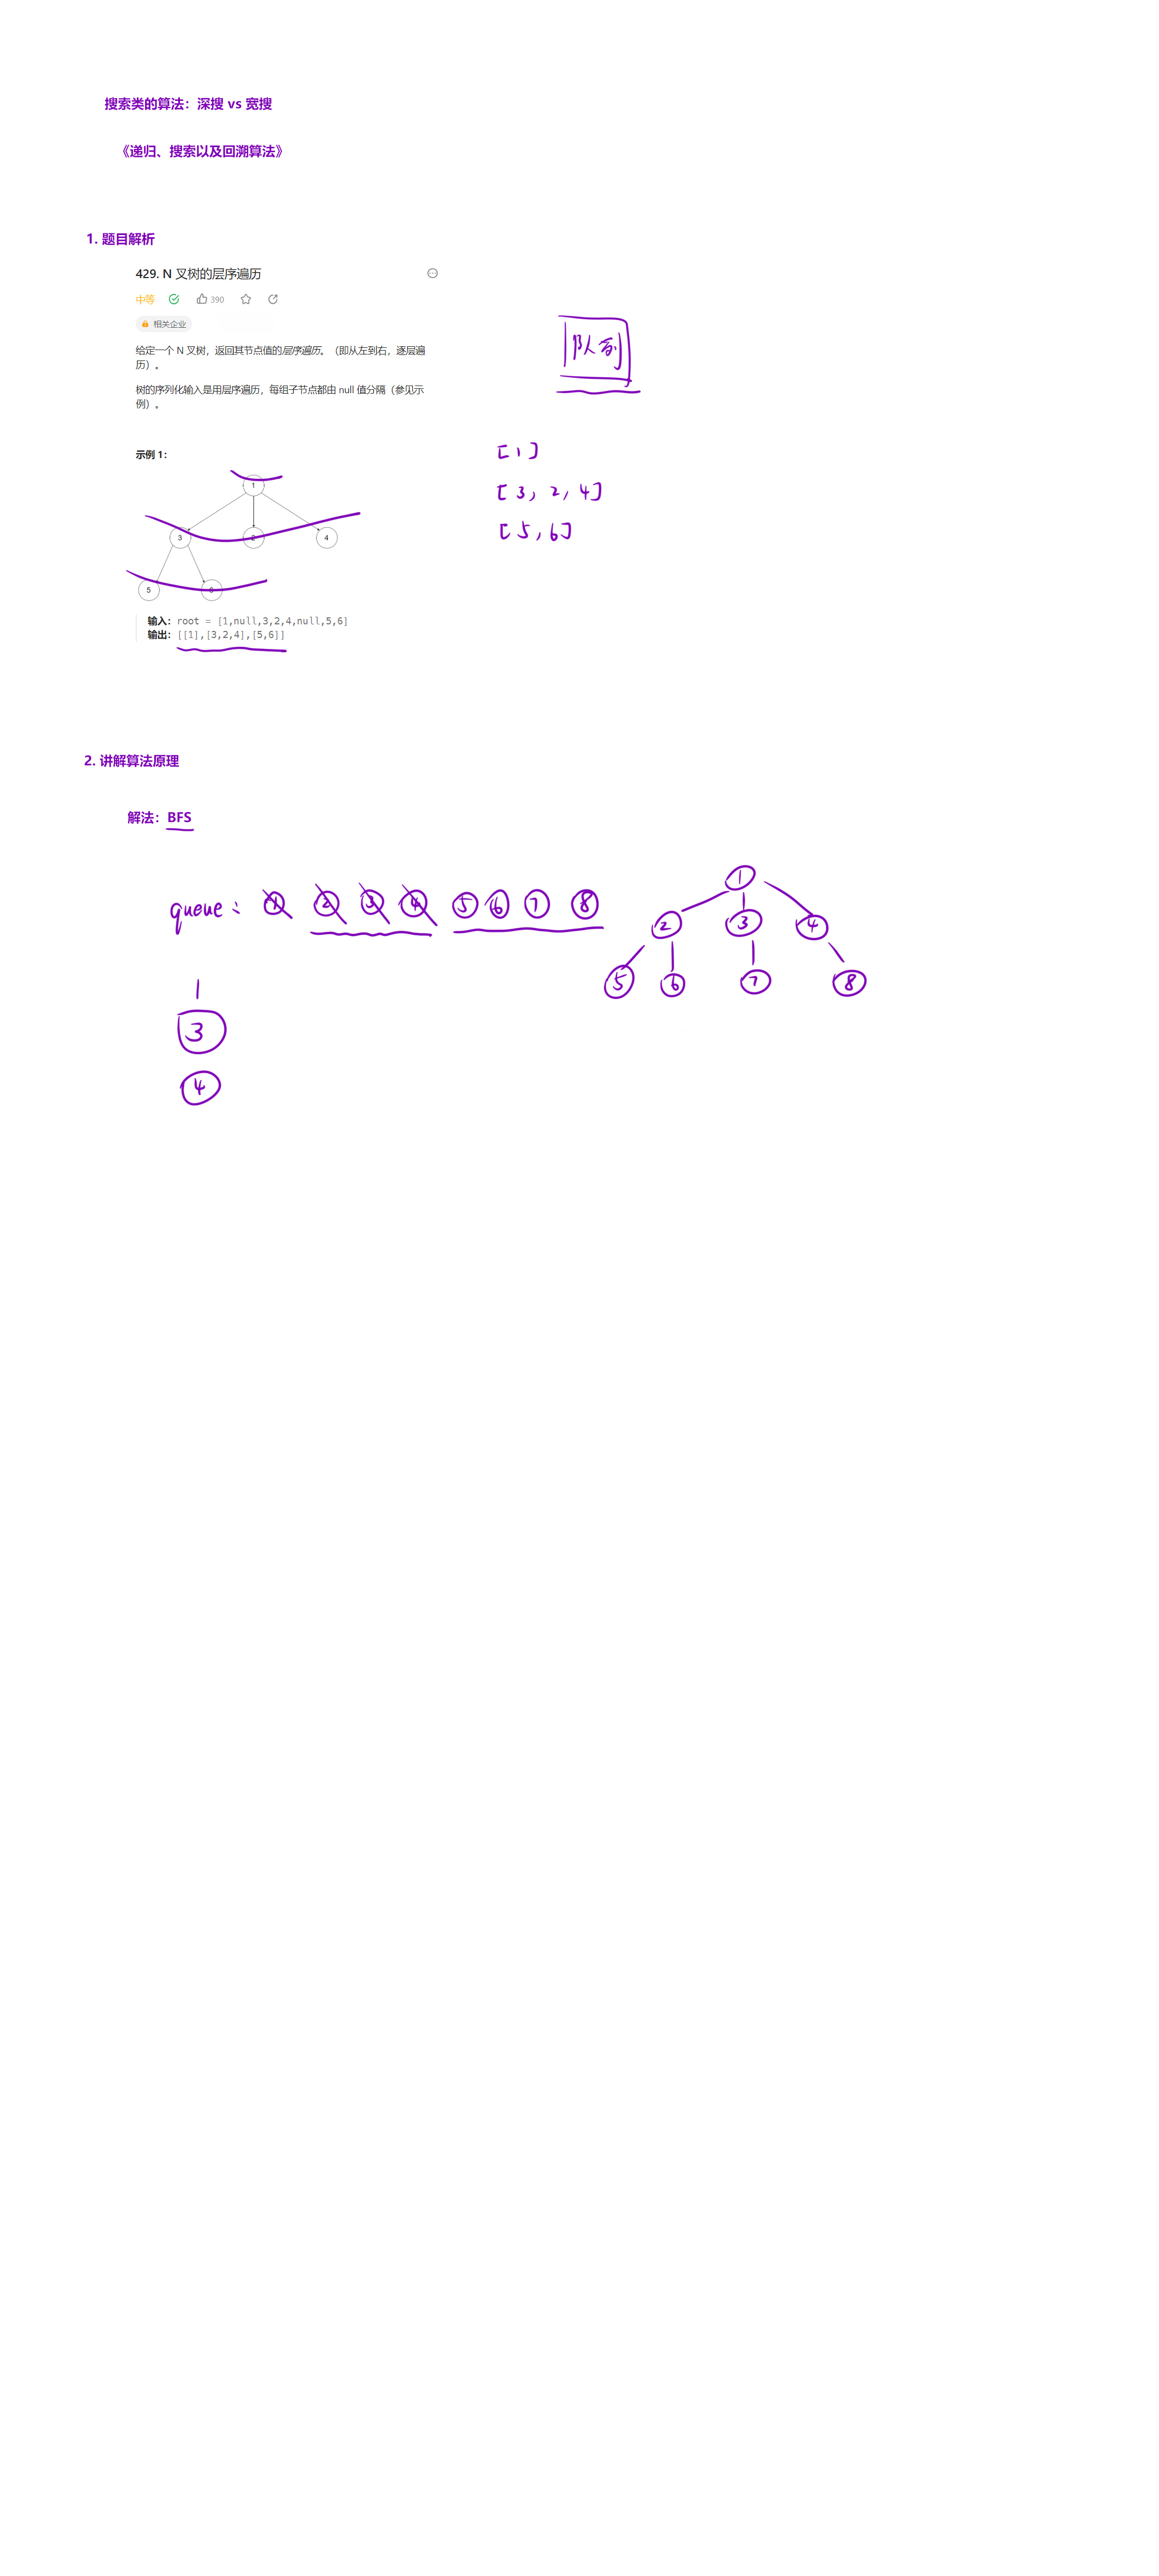 搜索类的算法：深搜 vs 宽搜
《递归、搜索以及回溯算法》
1. 题目解析
429. N 叉树的层序遍历
中等 390
相关企业
给定一个 N 叉树，返回其节点值的层序遍历。（即从左到右，逐层遍
历）。
树的序列化输入是用层序遍历，每组子节点都由 null 值分隔（参见示
例）。
队列
示例 1：
[1]
[3, 2, 4]
[5, 6]
1
3 2 4
5 6
输入：root = [1,null,3,2,4,null,5,6]
输出：[[1],[3,2,4],[5,6]]
2. 讲解算法原理
解法：BFS
queue: 1 2 3 4 5 6 7 8
1
2 3 4
5 6 7 8
1
3
4